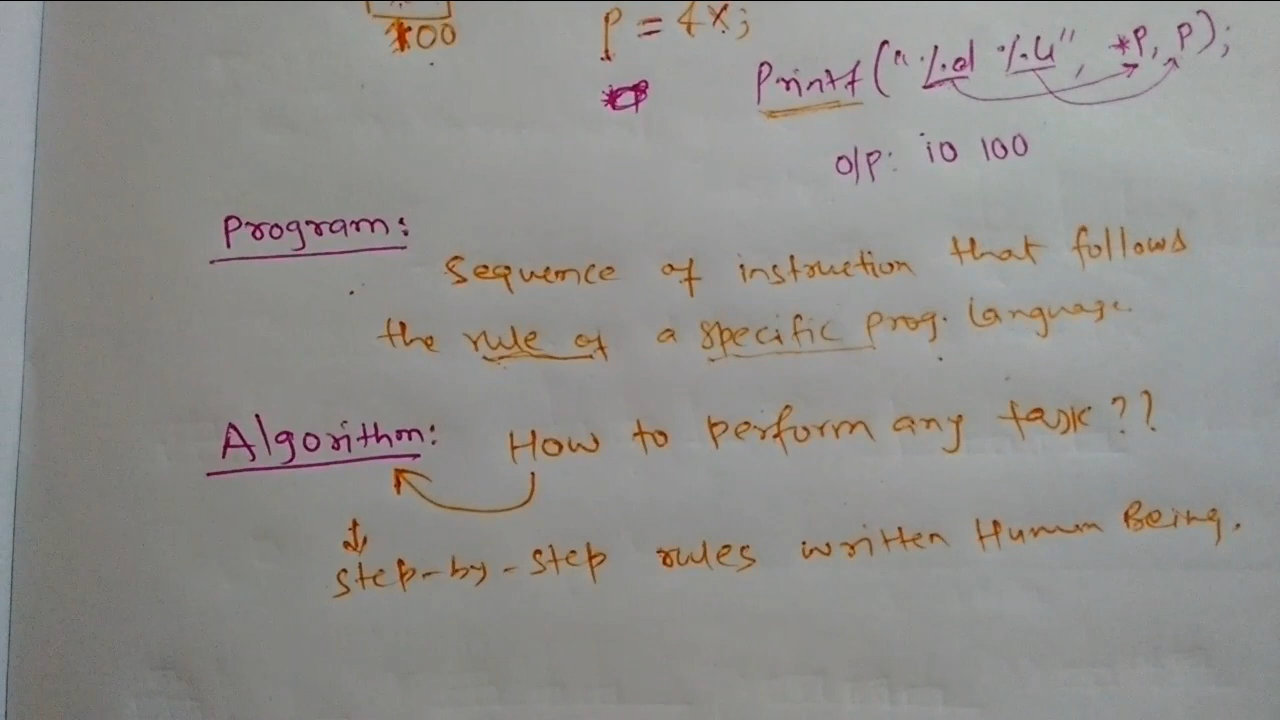 100
P = &x;
Printf ("%d %u", *P, P);
o/p: 10 100
Program:
Sequence of instruction that follows
the rule of a specific prog. language.
Algorithm: How to perform any task??
step-by-step rules written Human Being.